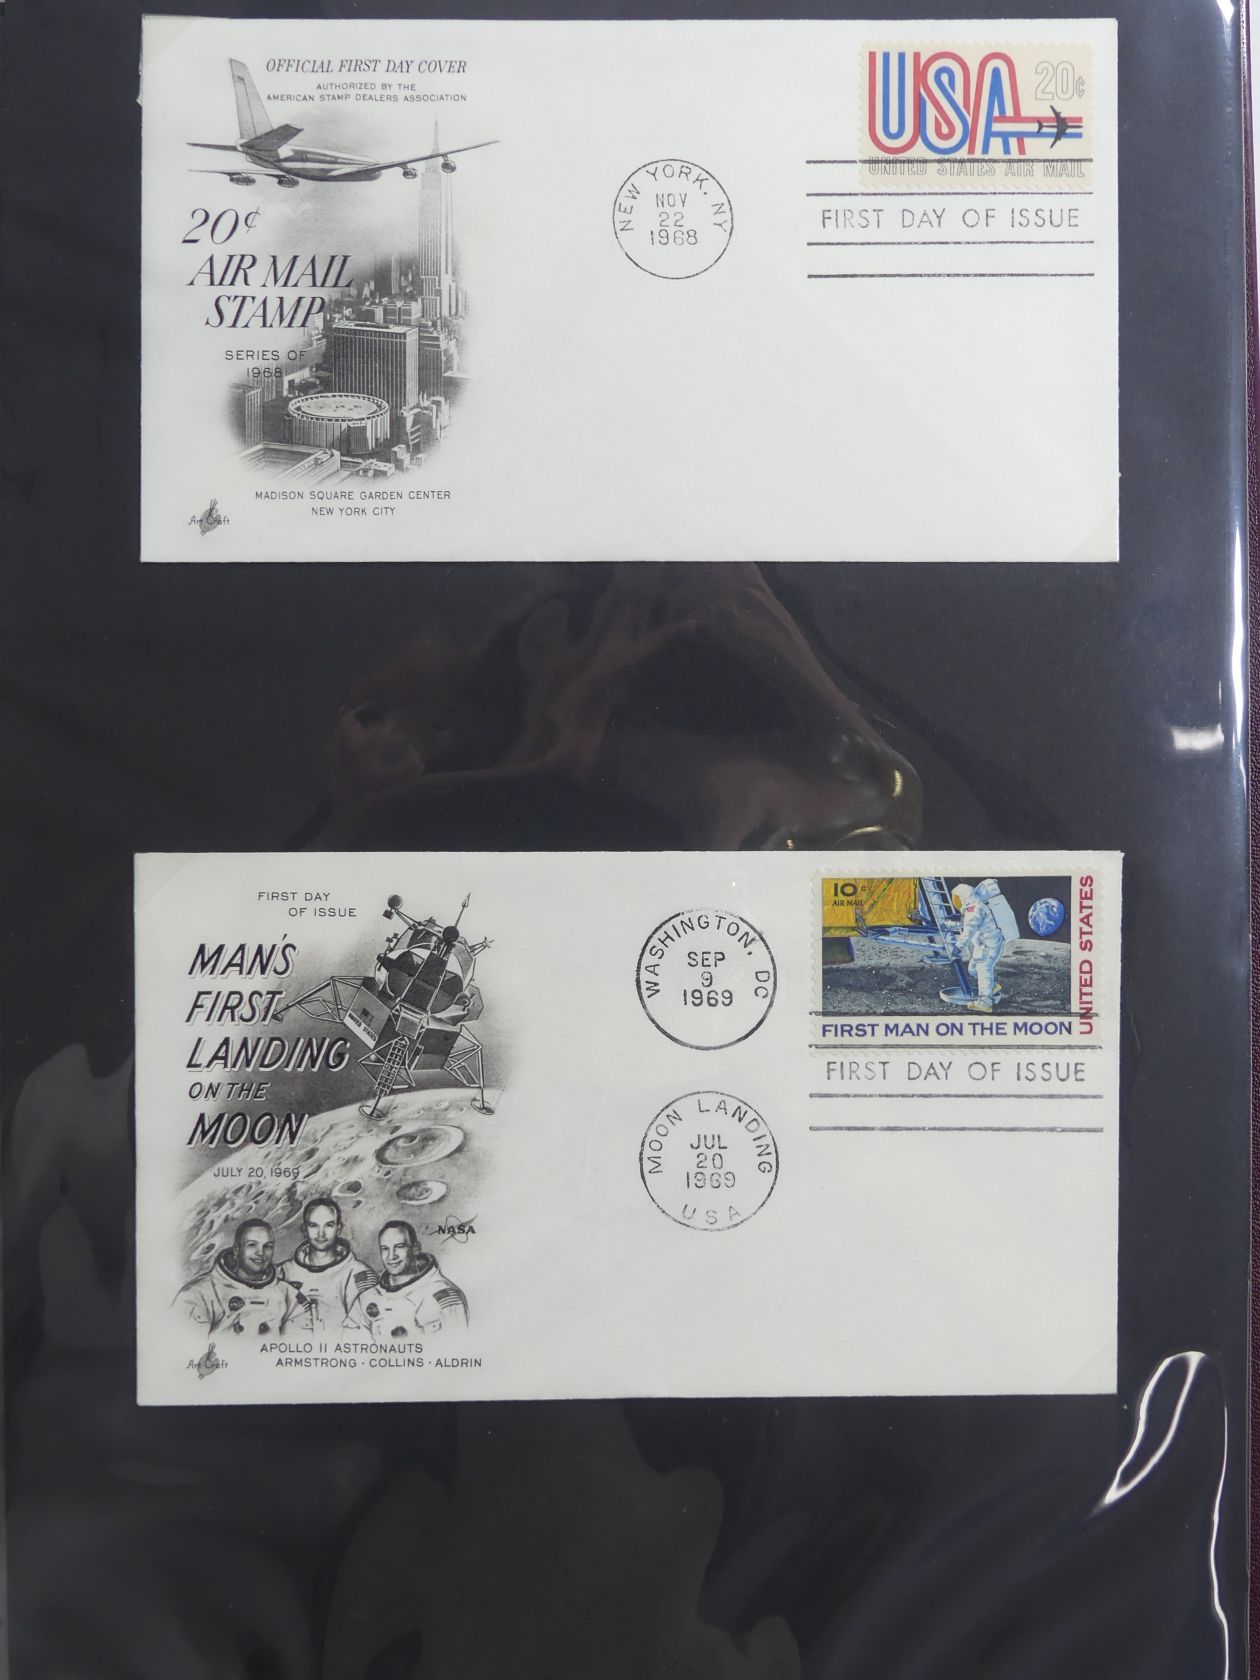 OFFICIAL FIRST DAY COVER
AUTHORIZED BY THE
AMERICAN STAMP DEALERS ASSOCIATION
20¢
AIR MAIL
STAMP
SERIES OF
1968
MADISON SQUARE GARDEN CENTER
NEW YORK CITY
Art Craft
NEW YORK, NY
NOV
22
1968
USA
20¢
UNITED STATES AIR MAIL
FIRST DAY OF ISSUE
FIRST DAY
OF ISSUE
MAN'S
FIRST
LANDING
ON THE
MOON
JULY 20, 1969
UNITED STATES
NASA
APOLLO 11 ASTRONAUTS
ARMSTRONG · COLLINS · ALDRIN
Art Craft
WASHINGTON, DC
SEP
9
1969
MOON LANDING
JUL
20
1969
USA
10¢
AIR MAIL
UNITED STATES
FIRST MAN ON THE MOON
FIRST DAY OF ISSUE